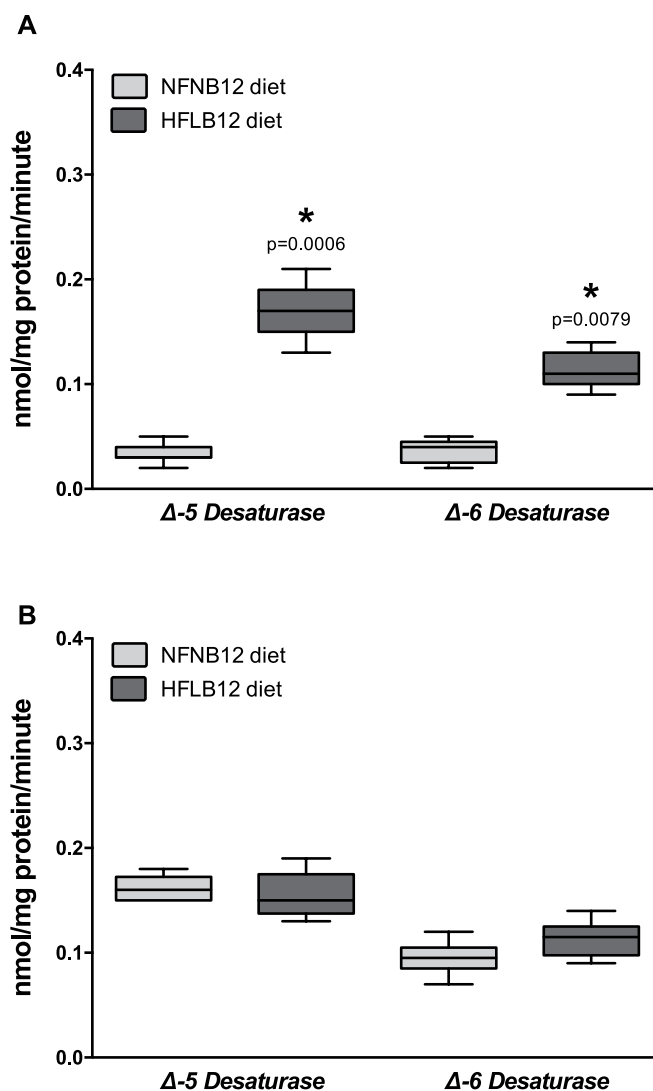 A
0.4
NFNB12 diet
HFLB12 diet
0.3
*
p=0.0006
*
p=0.0079
0.2
0.1
0.0
nmol/mg protein/minute
Δ-5 Desaturase Δ-6 Desaturase
B
0.4
NFNB12 diet
HFLB12 diet
0.3
0.2
0.1
0.0
nmol/mg protein/minute
Δ-5 Desaturase Δ-6 Desaturase